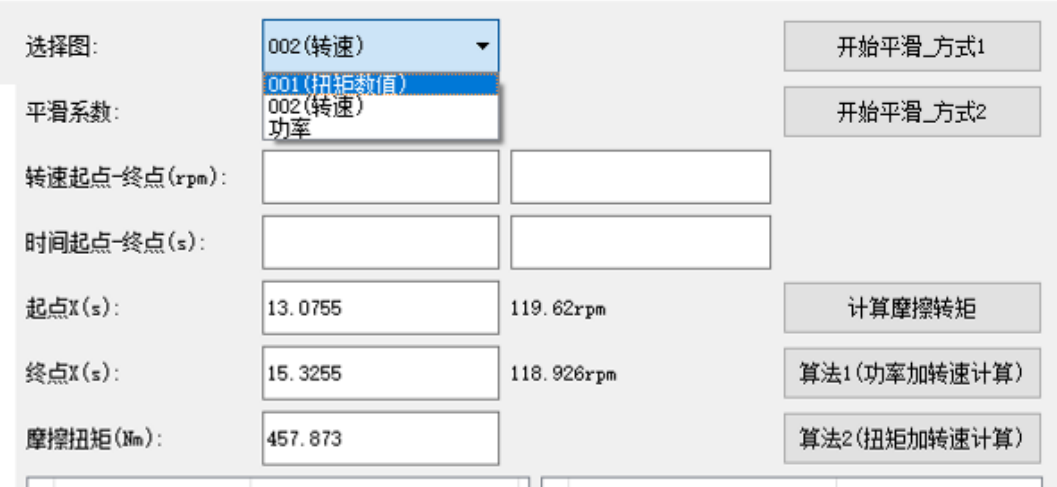 选择图: 002(转速) 开始平滑_方式1
001(扭矩数值)
平滑系数: 002(转速) 开始平滑_方式2
功率
转速起点-终点(rpm):
时间起点-终点(s):
起点X(s): 13.0755 119.62rpm 计算摩擦转矩
终点X(s): 15.3255 118.926rpm 算法1(功率加转速计算)
摩擦扭矩(Nm): 457.873 算法2(扭矩加转速计算)